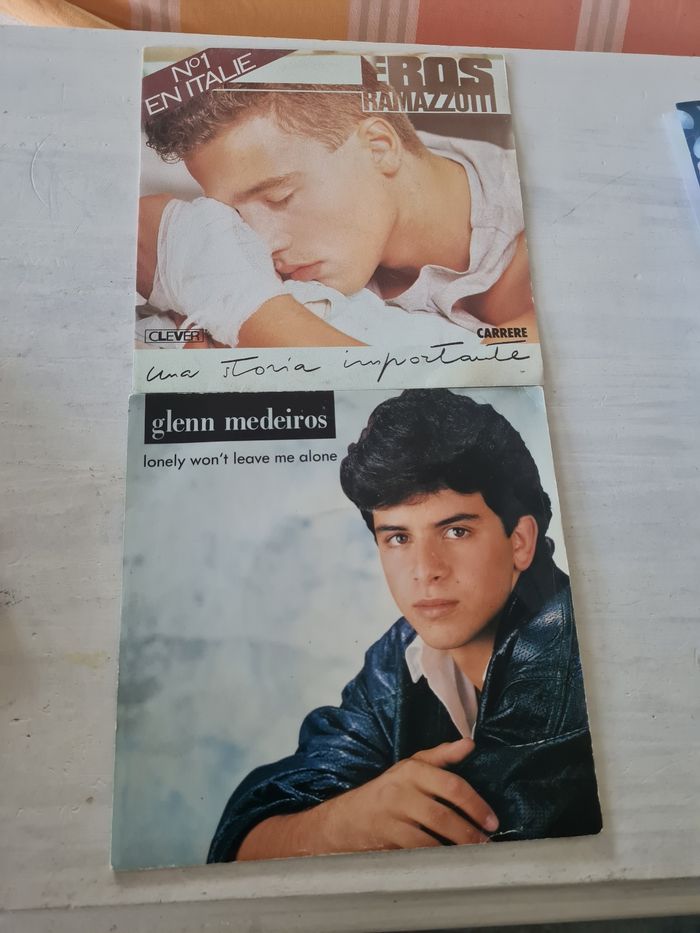 N°1
EN ITALIE
EROS
RAMAZZOTTI
CLEVER
CARRERE
una storia importante
glenn medeiros
lonely won't leave me alone